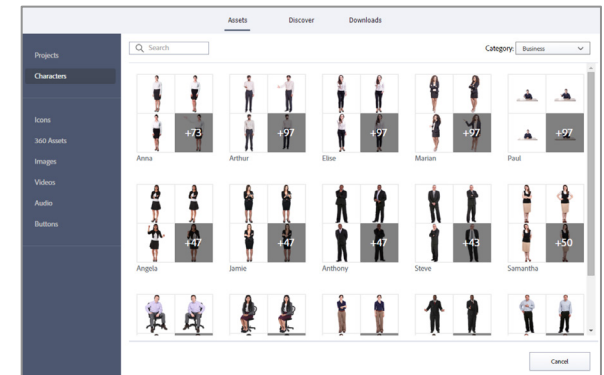 Assets Discover Downloads
Search
Category: Business
Projects
Characters
Icons
360 Assets
Images
Videos
Audio
Buttons
+73 +97 +97 +97 +97
Anna Arthur Elise Marian Paul
+47 +47 +47 +43 +50
Angela Jamie Anthony Steve Samantha
Cancel